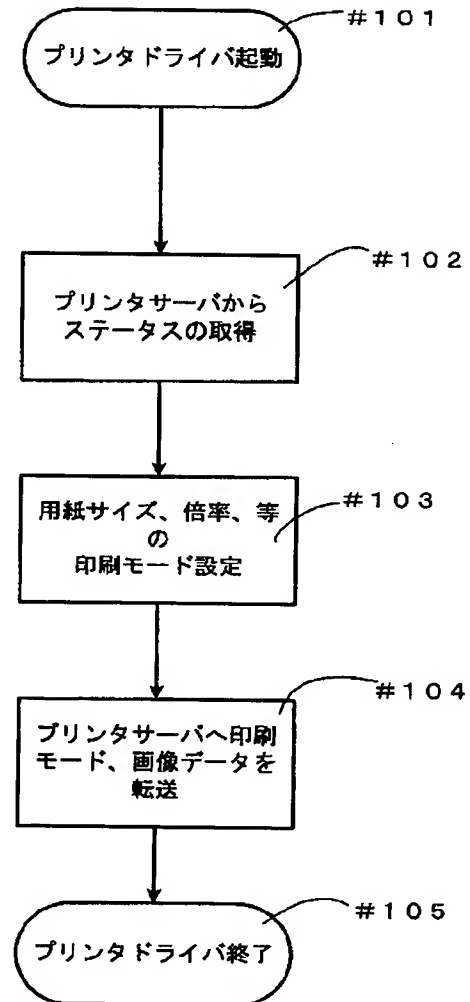 #101
プリンタドライバ起動
#102
プリンタサーバから
ステータスの取得
#103
用紙サイズ、倍率、等
の
印刷モード設定
#104
プリンタサーバへ印刷
モード、画像データを
転送
#105
プリンタドライバ終了